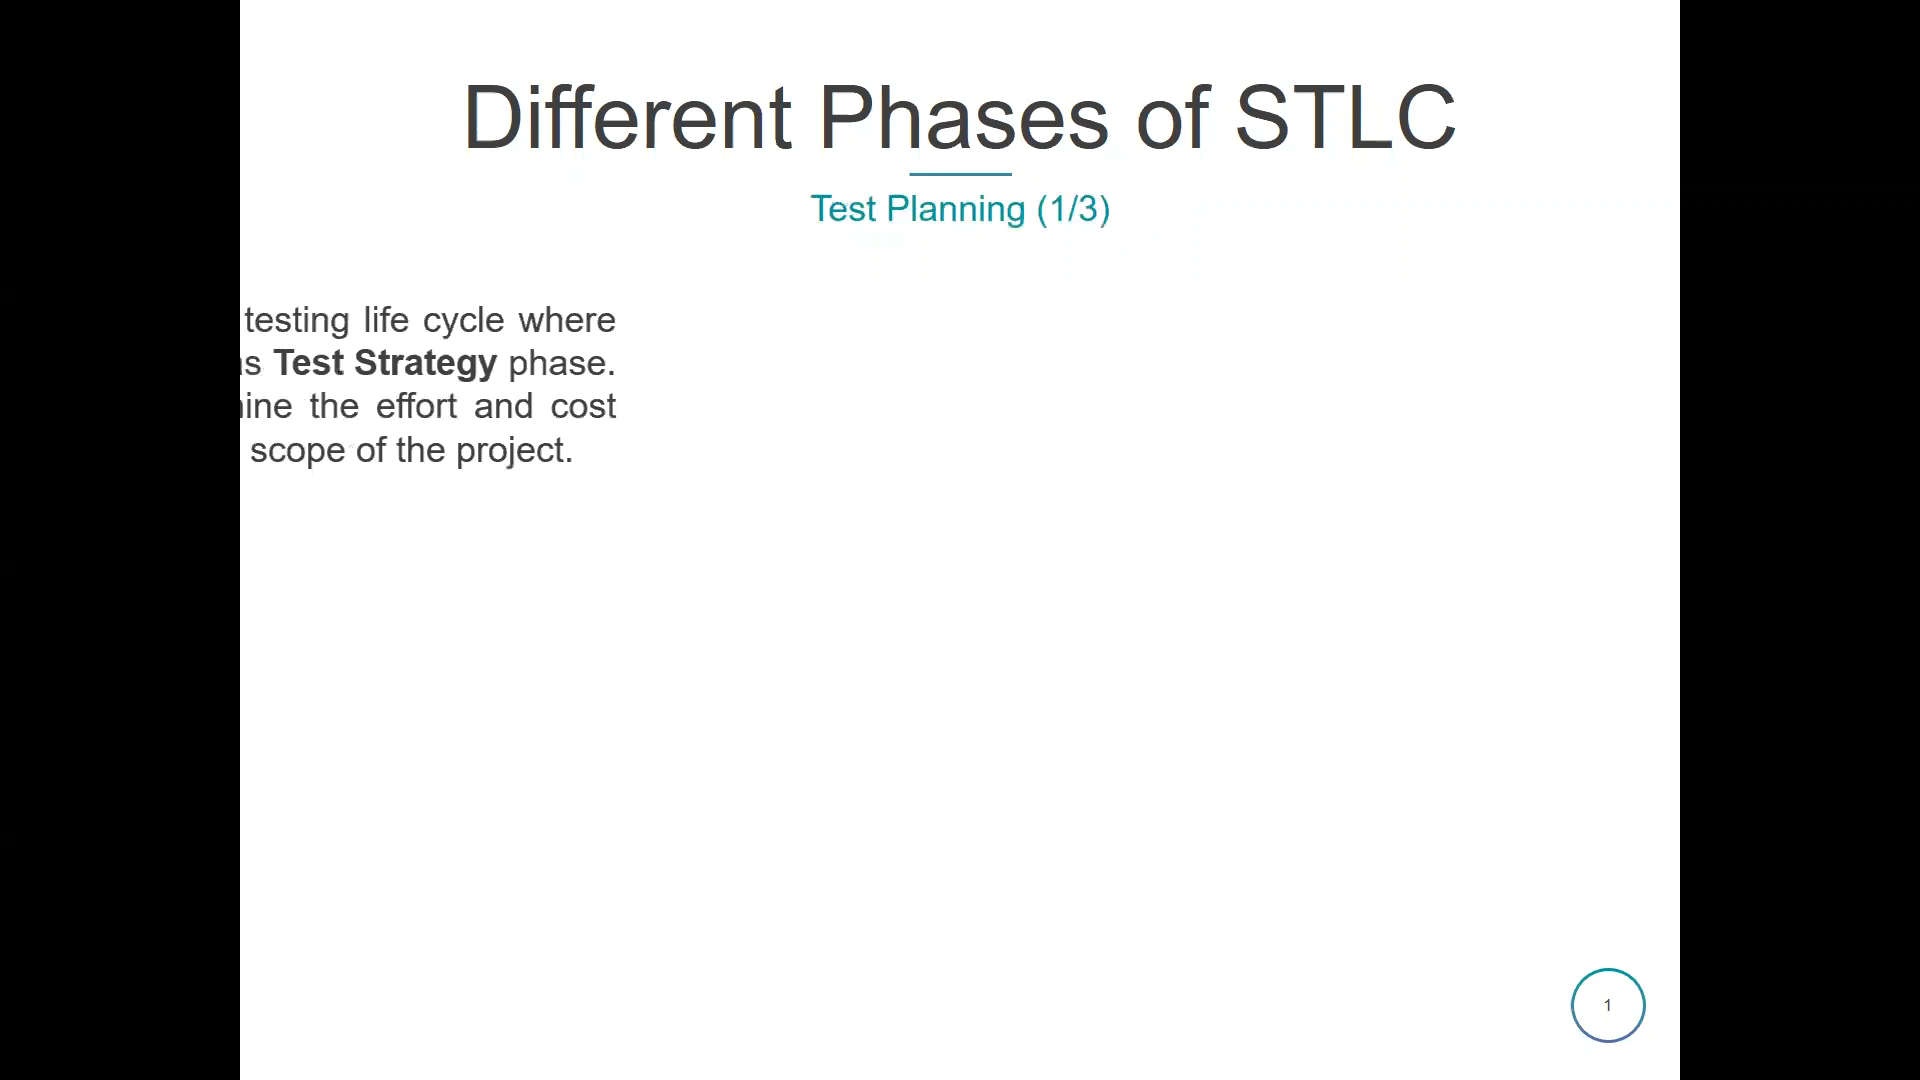 Different Phases of STLC
Test Planning (1/3)
testing life cycle where
Test Strategy phase.
the effort and cost
scope of the project.
1